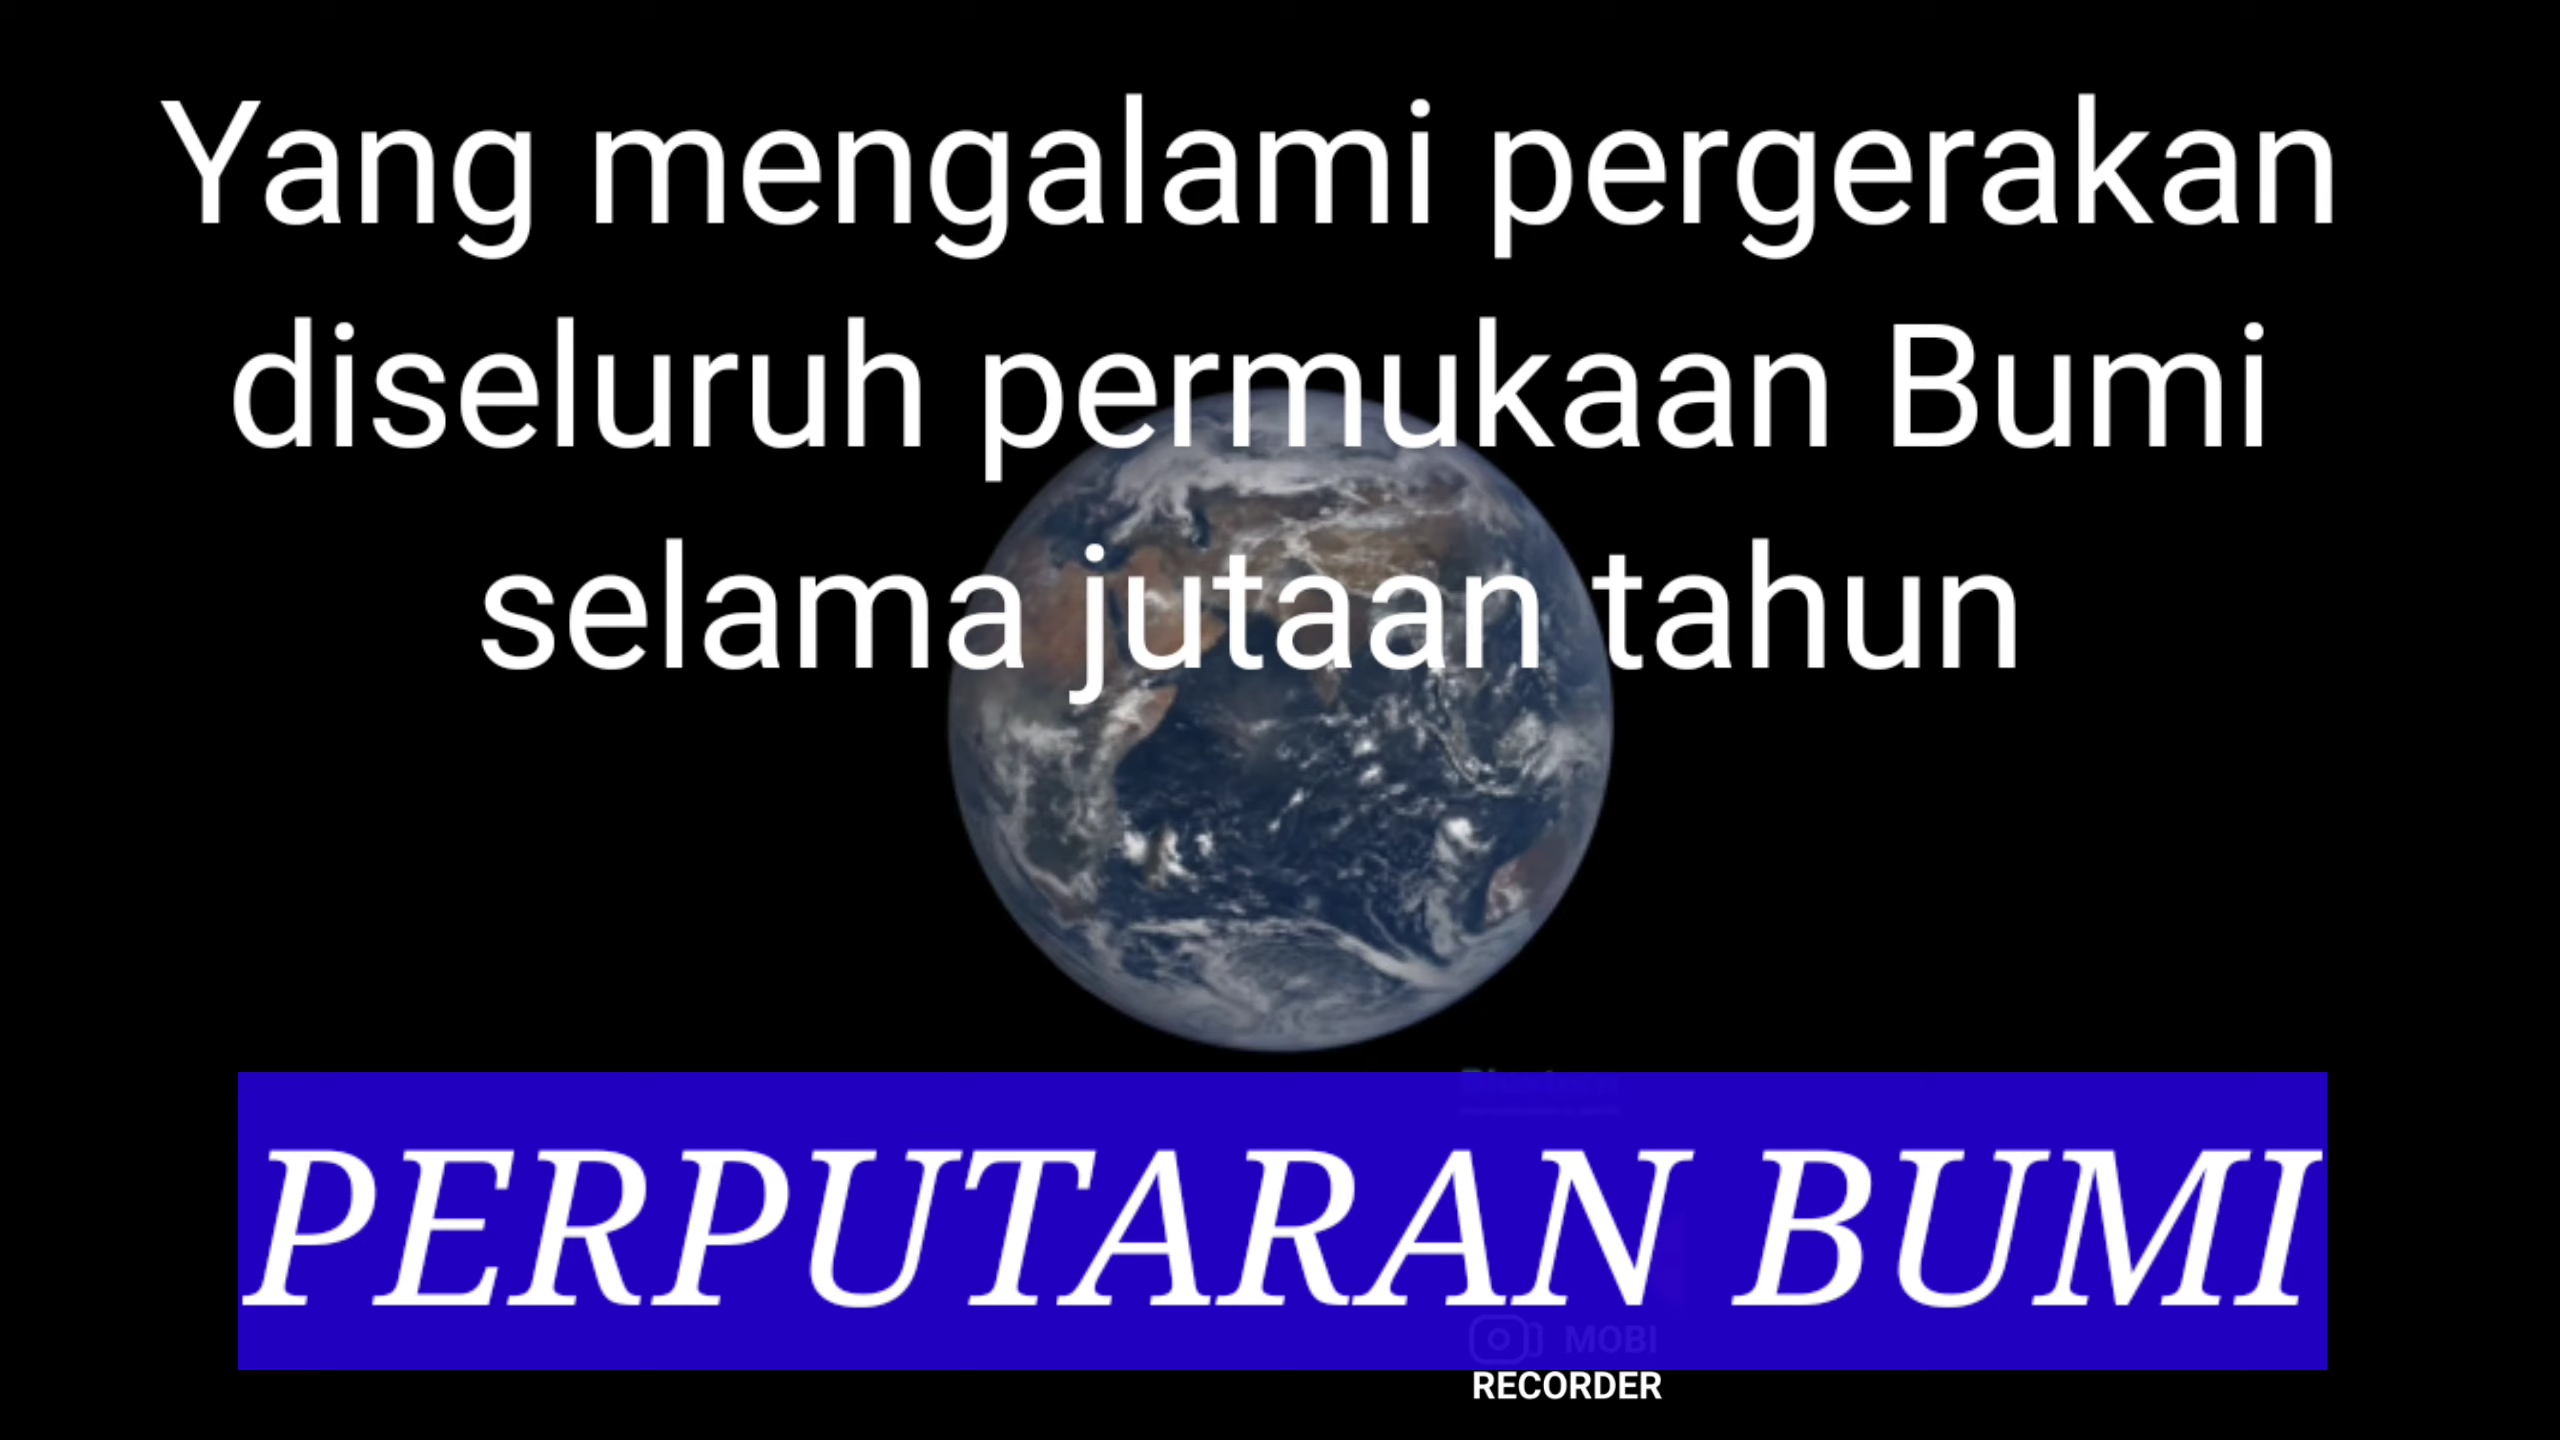 Yang mengalami pergerakan
diseluruh permukaan Bumi
selama jutaan tahun
PERPUTARAN BUMI
MOBI
RECORDER